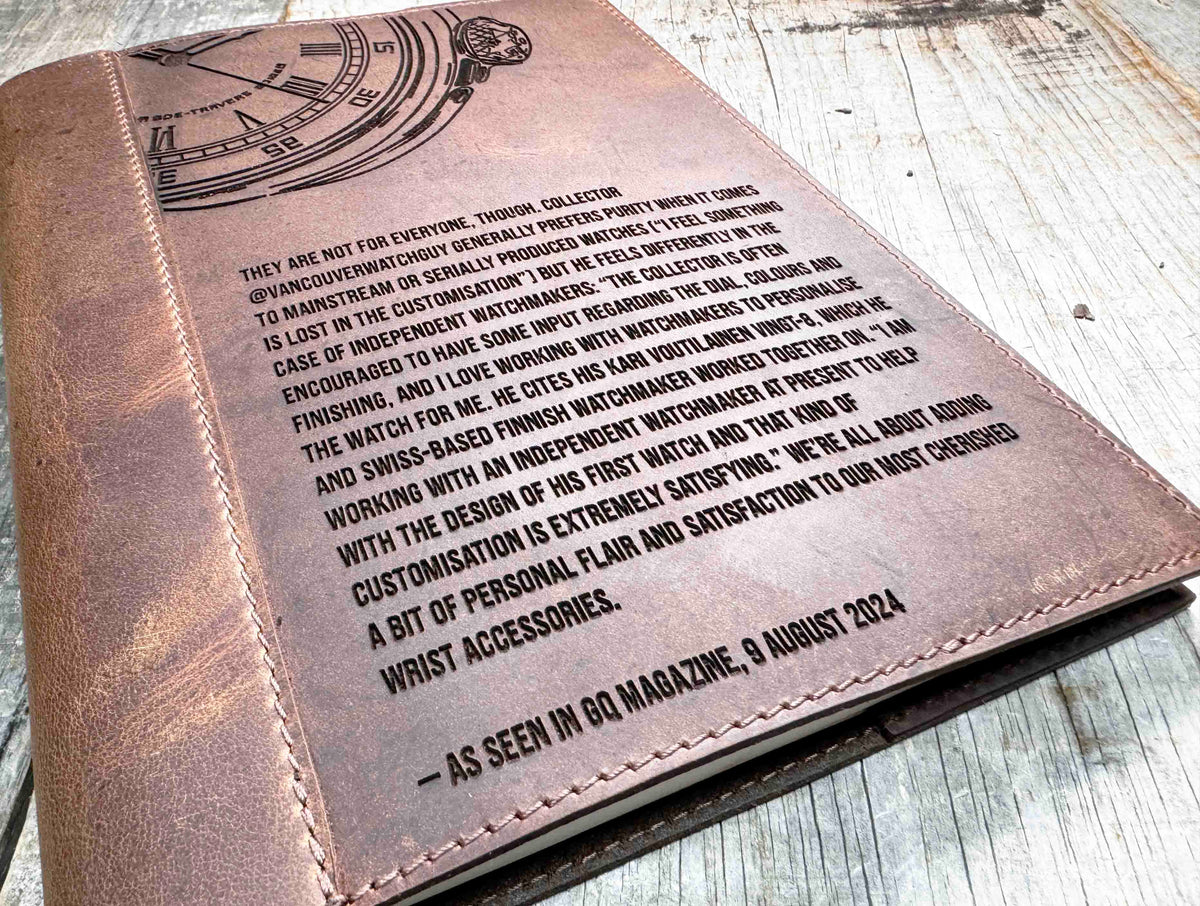 15
30
35
DE-TRAVERS
THEY ARE NOT FOR EVERYONE, THOUGH. COLLECTOR
@VANCOUVERWATCHGUY GENERALLY PREFERS PURITY WHEN IT COMES
TO MAINSTREAM OR SERIALLY PRODUCED WATCHES ("I FEEL SOMETHING
IS LOST IN THE CUSTOMISATION") BUT HE FEELS DIFFERENTLY IN THE
CASE OF INDEPENDENT WATCHMAKERS: "THE COLLECTOR IS OFTEN
ENCOURAGED TO HAVE SOME INPUT REGARDING THE DIAL, COLOURS AND
FINISHING, AND I LOVE WORKING WITH WATCHMAKERS TO PERSONALISE
THE WATCH FOR ME. HE CITES HIS KARI VOUTILAINEN VINGT-8, WHICH HE
AND SWISS-BASED FINNISH WATCHMAKER WORKED TOGETHER ON. "I AM
WORKING WITH AN INDEPENDENT WATCHMAKER AT PRESENT TO HELP
WITH THE DESIGN OF HIS FIRST WATCH AND THAT KIND OF
CUSTOMISATION IS EXTREMELY SATISFYING." WE'RE ALL ABOUT ADDING
A BIT OF PERSONAL FLAIR AND SATISFACTION TO OUR MOST CHERISHED
WRIST ACCESSORIES.
– AS SEEN IN GQ MAGAZINE, 9 AUGUST 2024